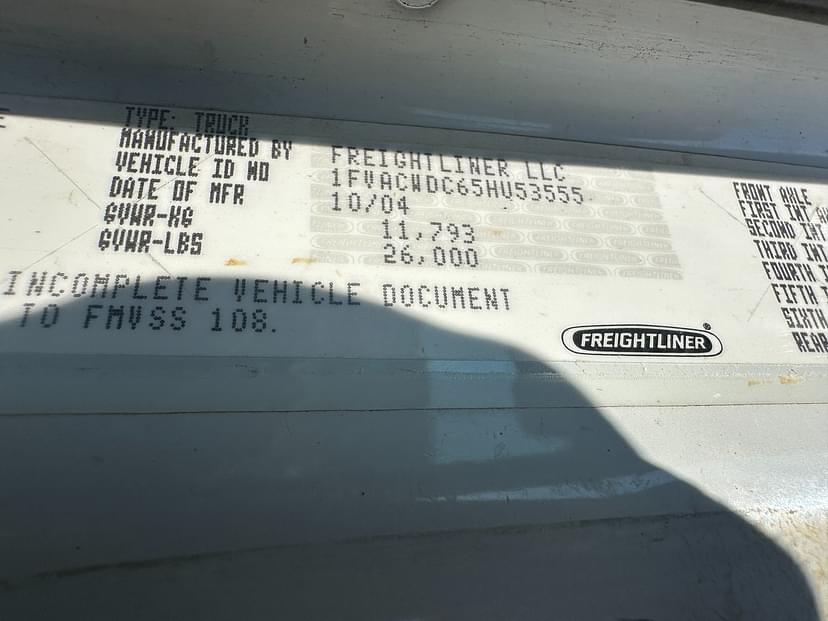 TYPE: TRUCK
MANUFACTURED BY FREIGHTLINER LLC
VEHICLE ID NO 1FVACWDC65HU53555
DATE OF MFR 10/04
GVWR-KG 11,793
GVWR-LBS 26,000
INCOMPLETE VEHICLE DOCUMENT
TO FMVSS 108.
FREIGHTLINER®
FRONT AXLE
FIRST INT
SECOND INT
THIRD INT
FOURTH
FIFTH
SIXTH
REAR